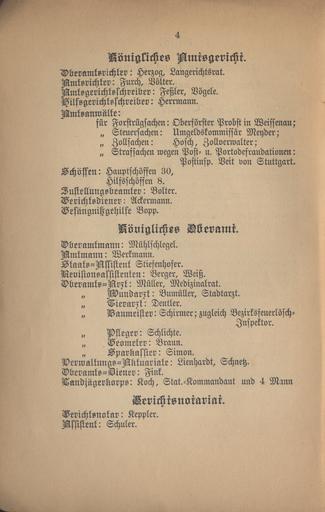 4
Königliches Amtsgericht.
Oberamtsrichter: Herzog, Langerichtsrat.
Amtsrichter: Furch, Völter.
Amtsgerichtsschreiber: Feßler, Vögele.
Hilfsgerichtsschreiber: Herrmann.
Amtsanwälte:
für Forstrügsachen: Oberförster Probst in Weissenau;
„ Steuersachen: Umgeldskommissär Meyder;
„ Zollsachen: Hosch, Zollverwalter;
„ Strafsachen wegen Post- u. Portodefraudationen:
Postinsp. Veit von Stuttgart.
Schöffen: Hauptschöffen 30,
Hilfsschöffen 8.
Zustellungsbeamter: Bolter.
Gerichtsdiener: Ackermann.
Gefängnißgehilfe Bopp.
Königliches Oberamt.
Oberamtmann: Mühlschlegel.
Amtmann: Werkmann.
Staats=Assistent Stiefenhofer.
Revisionsassistenten: Berger, Weiß.
Oberamts=Arzt: Müller, Medizinalrat.
„ Wundarzt: Bumüller, Stadtarzt.
„ Tierarzt: Dentler.
„ Baumeister: Schirmer; zugleich Bezirksfeuerlösch-
Inspektor.
„ Pfleger: Schlichte.
„ Geometer: Braun.
„ Sparkassier: Simon.
Verwaltungs=Aktuariate: Lienhardt, Schnetz.
Oberamts=Diener: Fink.
Landjägerkorps: Koch, Stat.-Kommandant und 4 Mann
Gerichtsnotariat.
Gerichtsnotar: Keppler.
Assistent: Schuler.